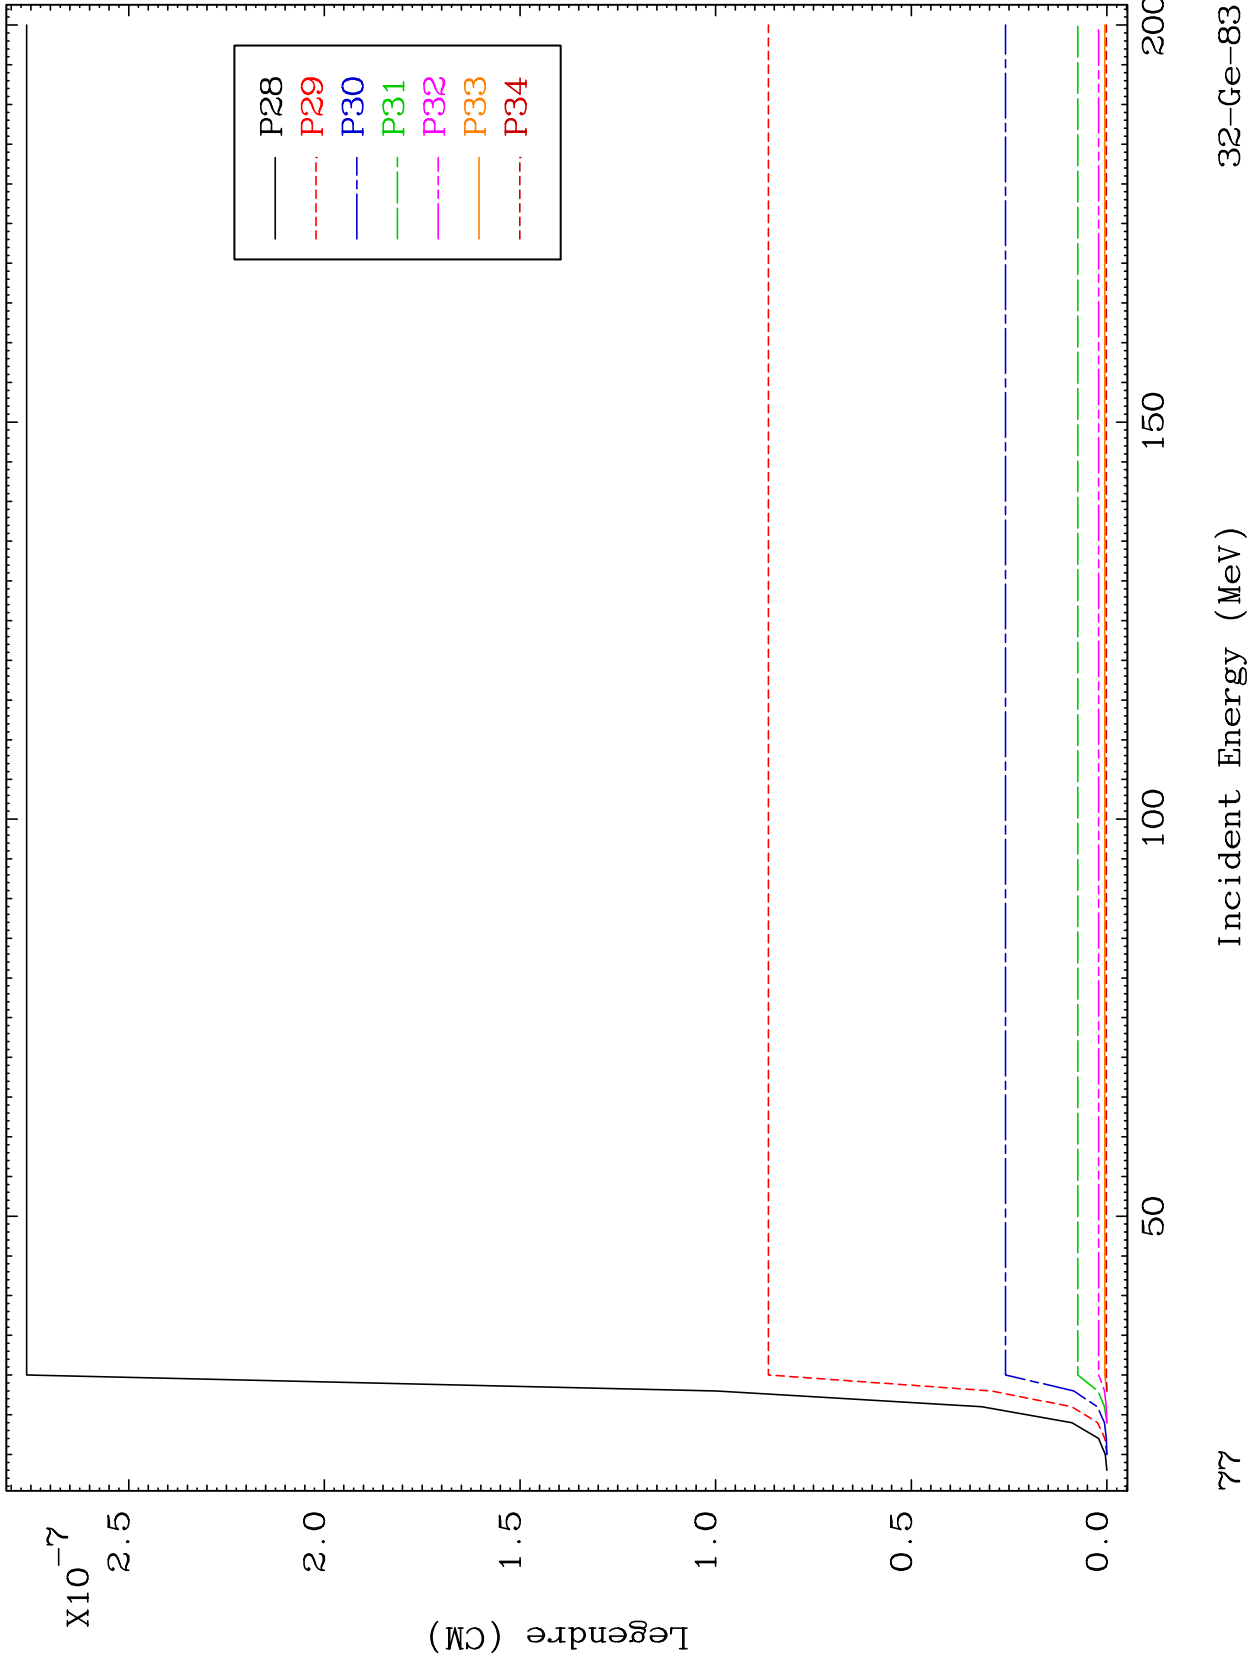 X10-7
2.5
2.0
1.5
1.0
0.5
0.0
Legendre (CM)
P28
P29
P30
P31
P32
P33
P34
50
100
150
200
Incident Energy (MeV)
77
32-Ge-83